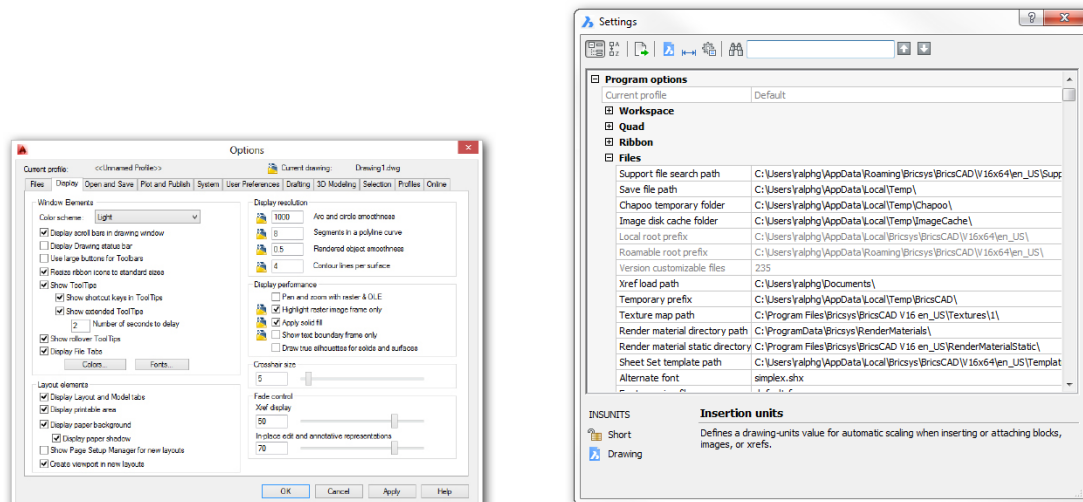 Options
Current profile: <<Unnamed Profile>> Current drawing: Drawing1.dwg
Files Display Open and Save Plot and Publish System User Preferences Drafting 3D Modeling Selection Profiles Online
Window Elements
Color scheme: Light
Display scroll bars in drawing window
Display Drawing status bar
Use large buttons for Toolbars
Resize ribbon icons to standard sizes
Show ToolTips
Show shortcut keys in ToolTips
Show extended ToolTips
2 Number of seconds to delay
Show rollover ToolTips
Display File Tabs
Colors... Fonts...
Layout elements
Display Layout and Model tabs
Display printable area
Display paper background
Display paper shadow
Show Page Setup Manager for new layouts
Create viewport in new layouts
Display resolution
1000 Arc and circle smoothness
8 Segments in a polyline curve
0.5 Rendered object smoothness
4 Contour lines per surface
Display performance
Pan and zoom with raster & OLE
Highlight raster image frame only
Apply solid fill
Show text boundary frame only
Draw true silhouettes for solids and surfaces
Crosshair size
5
Fade control
Xref display
50
In-place edit and annotative representations
70
OK Cancel Apply Help
Settings
Program options
Current profile Default
Workspace
Quad
Ribbon
Files
Support file search path C:\Users\ralphg\AppData\Roaming\Bricsys\BricsCAD\V16x64\en_US\Supp
Save file path C:\Users\ralphg\AppData\Local\Temp\
Chapoo temporary folder C:\Users\ralphg\AppData\Local\Temp\Chapoo\
Image disk cache folder C:\Users\ralphg\AppData\Local\Temp\ImageCache\
Local root prefix C:\Users\ralphg\AppData\Local\Bricsys\BricsCAD\V16x64\en_US\
Roamable root prefix C:\Users\ralphg\AppData\Roaming\Bricsys\BricsCAD\V16x64\en_US\
Version customizable files 235
Xref load path C:\Users\ralphg\Documents\
Temporary prefix C:\Users\ralphg\AppData\Local\Temp\BricsCAD\
Texture map path C:\Program Files\Bricsys\BricsCAD V16 en_US\Textures\1\
Render material directory path C:\ProgramData\Bricsys\RenderMaterials\
Render material static directory C:\Program Files\Bricsys\BricsCAD V16 en_US\RenderMaterialStatic\
Sheet Set template path C:\Users\ralphg\AppData\Local\Bricsys\BricsCAD\V16x64\en_US\Templat
Alternate font simplex.shx
INSUNITS Insertion units
Short Defines a drawing-units value for automatic scaling when inserting or attaching blocks,
Drawing images, or xrefs.